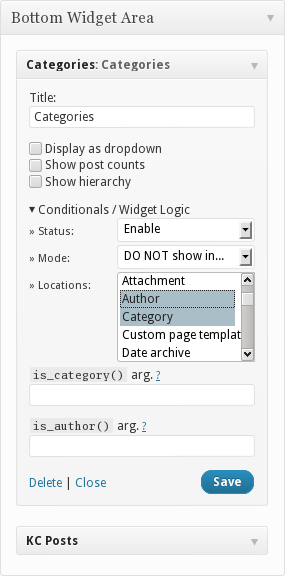 Bottom Widget Area
Categories: Categories
Title:
Categories
Display as dropdown
Show post counts
Show hierarchy
Conditionals / Widget Logic
» Status: Enable
» Mode: DO NOT show in...
» Locations: Attachment
Author
Category
Custom page templat
Date archive
is_category() arg. ?
is_author() arg. ?
Delete | Close Save
KC Posts